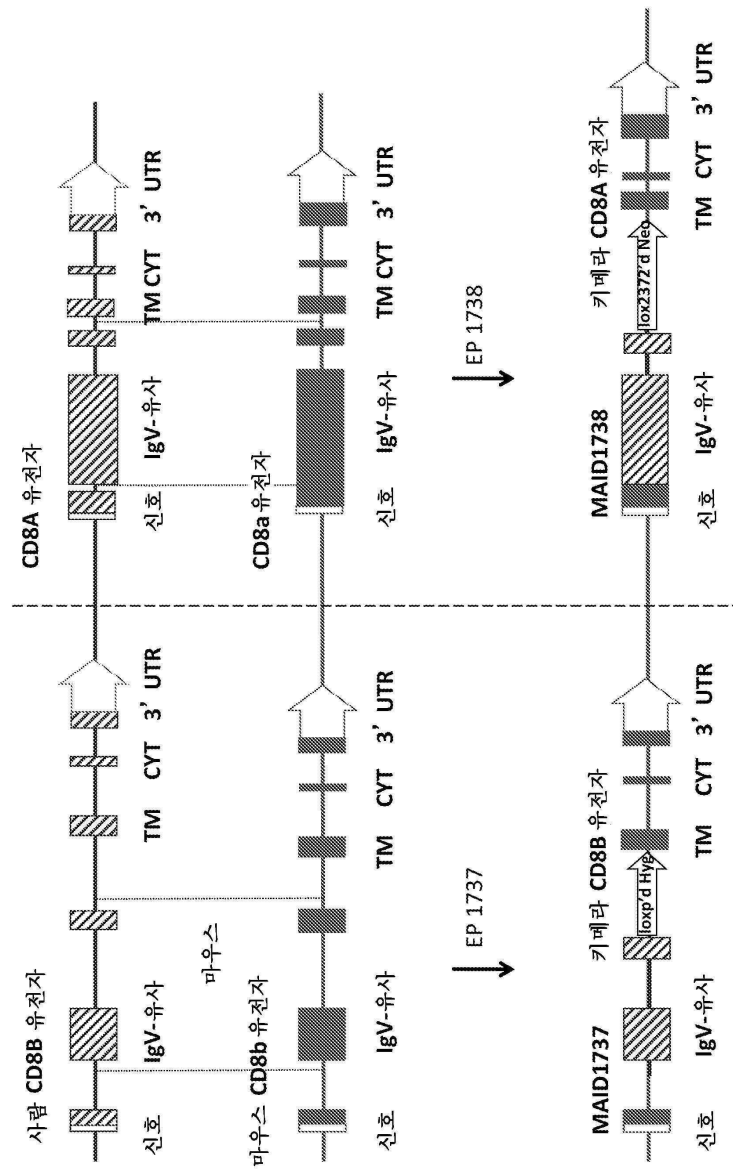 사람 CD8B 유전자
신호
IgV-유사
TM
CYT
3' UTR
CD8A 유전자
신호
IgV-유사
TM
CYT
3' UTR
마우스
마우스 CD8b 유전자
신호
IgV-유사
TM
CYT
3' UTR
CD8a 유전자
신호
IgV-유사
TM
CYT
3' UTR
EP 1737
EP 1738
MAID1737
키메라 CD8B 유전자
loxp'd Hyg
신호
IgV-유사
TM
CYT
3' UTR
MAID1738
키메라 CD8A 유전자
lox2372'd Neo
신호
IgV-유사
TM
CYT
3' UTR